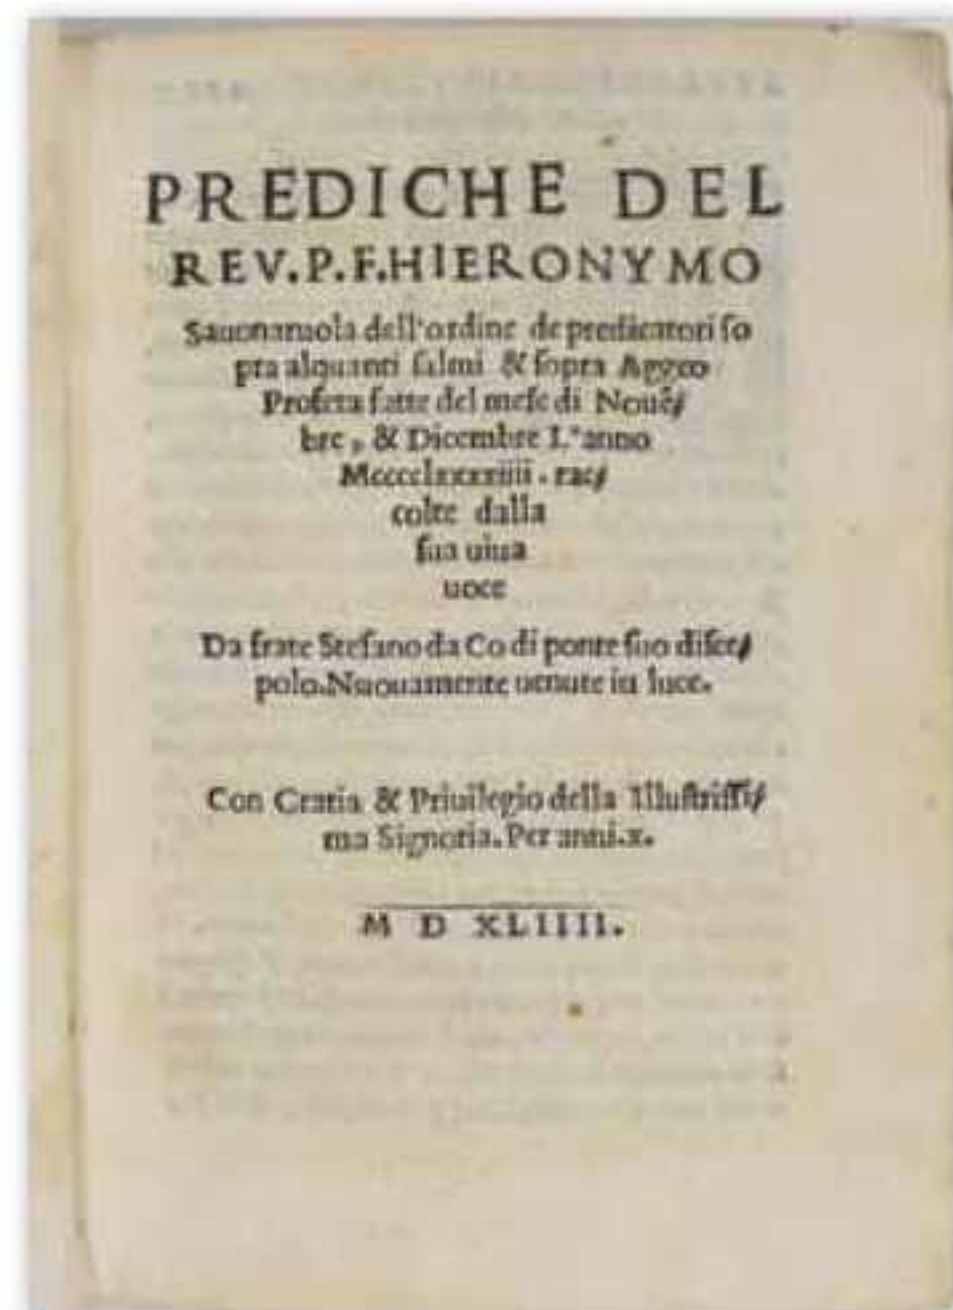 PREDICHE DEL
REV.P.F.HIERONYMO
Sauonarola dell'ordine de predicatori ſo
pra alquanti ſalmi & ſopra Aggeo
Profeta fatte del meſe di Nouẽ/
bre, & Dicembre L'anno
Mcccclxxxxiiii. rac/
colte dalla
ſua uiua
uoce
Da frate Stefano da Co di ponte ſuo diſce/
polo. Nuouamente uenute in luce.
Con Gratia & Priuilegio della Illuſtriſſi/
ma Signoria. Per anni.x.
M D XLIIII.